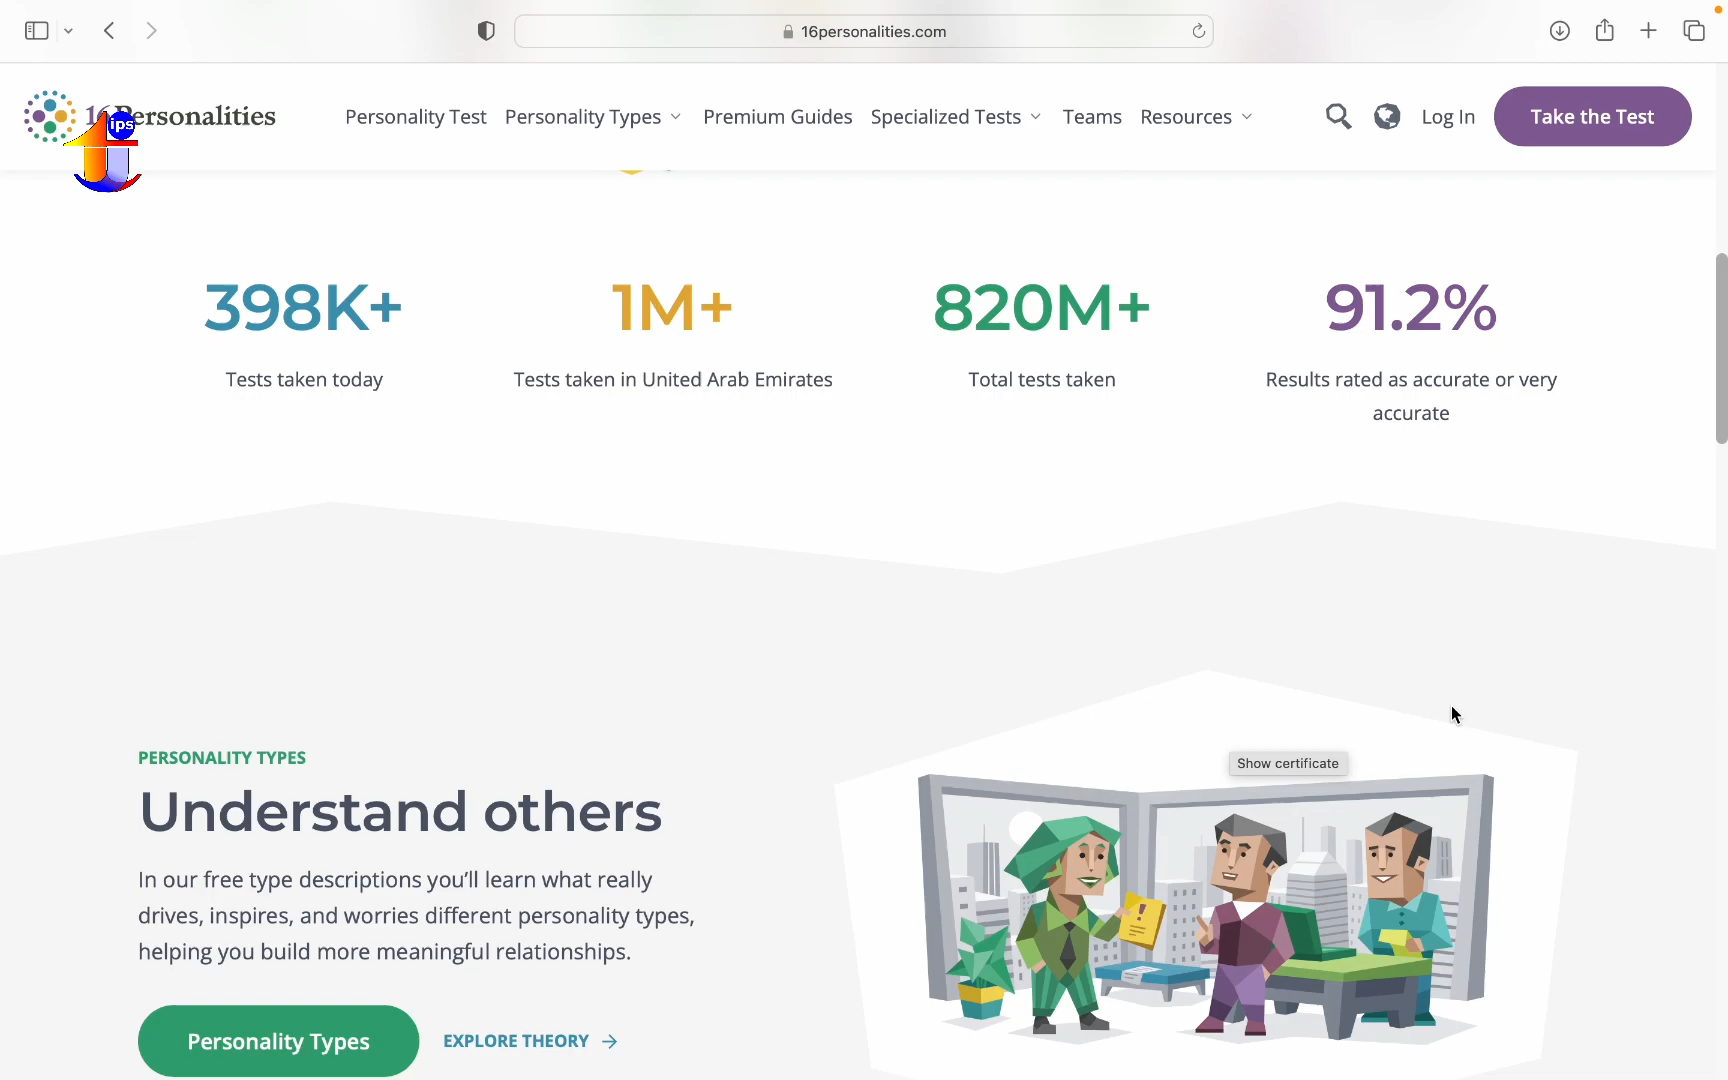 16personalities.com
16Personalities
ips
Personality Test Personality Types Premium Guides Specialized Tests Teams Resources Log In Take the Test
398K+ 1M+ 820M+ 91.2%
Tests taken today Tests taken in United Arab Emirates Total tests taken Results rated as accurate or very
accurate
PERSONALITY TYPES
Understand others
In our free type descriptions you’ll learn what really
drives, inspires, and worries different personality types,
helping you build more meaningful relationships.
Personality Types EXPLORE THEORY →
Show certificate